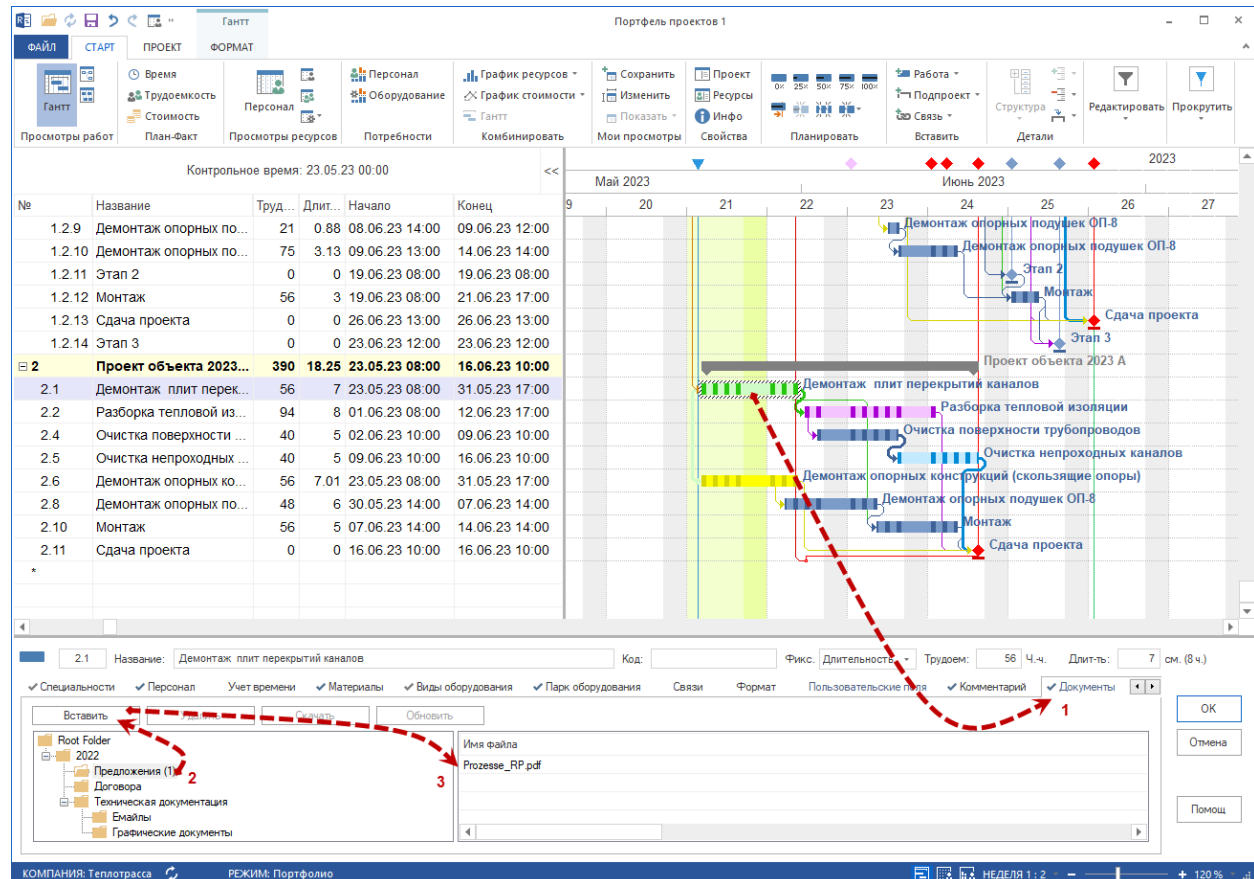 Гантт
Портфель проектов 1
ФАЙЛ СТАРТ ПРОЕКТ ФОРМАТ
Гантт
Просмотры работ
Время
Трудоемкость
Стоимость
План-Факт
Персонал
Просмотры ресурсов
Персонал
Оборудование
Потребности
График ресурсов
График стоимости
Гантт
Комбинировать
Сохранить
Изменить
Показать
Мои просмотры
Проект
Ресурсы
Инфо
Свойства
0% 25% 50% 75% 100%
Планировать
Работа
Подпроект
Связь
Вставить
Структура
Детали
Редактировать
Прокрутить
Контрольное время: 23.05.23 00:00 <<
2023
Май 2023 Июнь 2023
9 20 21 22 23 24 25 26 27
№ Название Труд... Длит... Начало Конец
1.2.9 Демонтаж опорных по... 21 0.88 08.06.23 14:00 09.06.23 12:00
1.2.10 Демонтаж опорных по... 75 3.13 09.06.23 13:00 14.06.23 14:00
1.2.11 Этап 2 0 0 19.06.23 08:00 19.06.23 08:00
1.2.12 Монтаж 56 3 19.06.23 08:00 21.06.23 17:00
1.2.13 Сдача проекта 0 0 26.06.23 13:00 26.06.23 13:00
1.2.14 Этап 3 0 0 23.06.23 12:00 23.06.23 12:00
2 Проект объекта 2023... 390 18.25 23.05.23 08:00 16.06.23 10:00
2.1 Демонтаж плит перек... 56 7 23.05.23 08:00 31.05.23 17:00
2.2 Разборка тепловой из... 94 8 01.06.23 08:00 12.06.23 17:00
2.4 Очистка поверхности ... 40 5 02.06.23 10:00 09.06.23 10:00
2.5 Очистка непроходных ... 40 5 09.06.23 10:00 16.06.23 10:00
2.6 Демонтаж опорных ко... 56 7.01 23.05.23 08:00 31.05.23 17:00
2.8 Демонтаж опорных по... 48 6 30.05.23 14:00 07.06.23 14:00
2.10 Монтаж 56 5 07.06.23 14:00 14.06.23 14:00
2.11 Сдача проекта 0 0 16.06.23 10:00 16.06.23 10:00
*
Демонтаж опорных подушек ОП-8
Демонтаж опорных подушек ОП-8
Этап 2
Монтаж
Сдача проекта
Этап 3
Проект объекта 2023 А
Демонтаж плит перекрытий каналов
Разборка тепловой изоляции
Очистка поверхности трубопроводов
Очистка непроходных каналов
Демонтаж опорных конструкций (скользящие опоры)
Демонтаж опорных подушек ОП-8
Монтаж
Сдача проекта
2.1 Название: Демонтаж плит перекрытий каналов Код: Фикс. Длительность Трудоем: 56 Ч.-ч. Длит-ть: 7 см. (8 ч.)
Специальности Персонал Учет времени Материалы Виды оборудования Парк оборудования Связи Формат Пользовательские поля Комментарий Документы
1
Вставить Удалить Скачать Обновить
ОК
Отмена
Помощ
Root Folder
2022
Предложения (1) 2
Договора
Техническая документация
Емайлы
Графические документы
Имя файла
3 Prozesse_RP.pdf
КОМПАНИЯ: Теплотрасса РЕЖИМ: Портфолио НЕДЕЛЯ 1 : 2 120 %